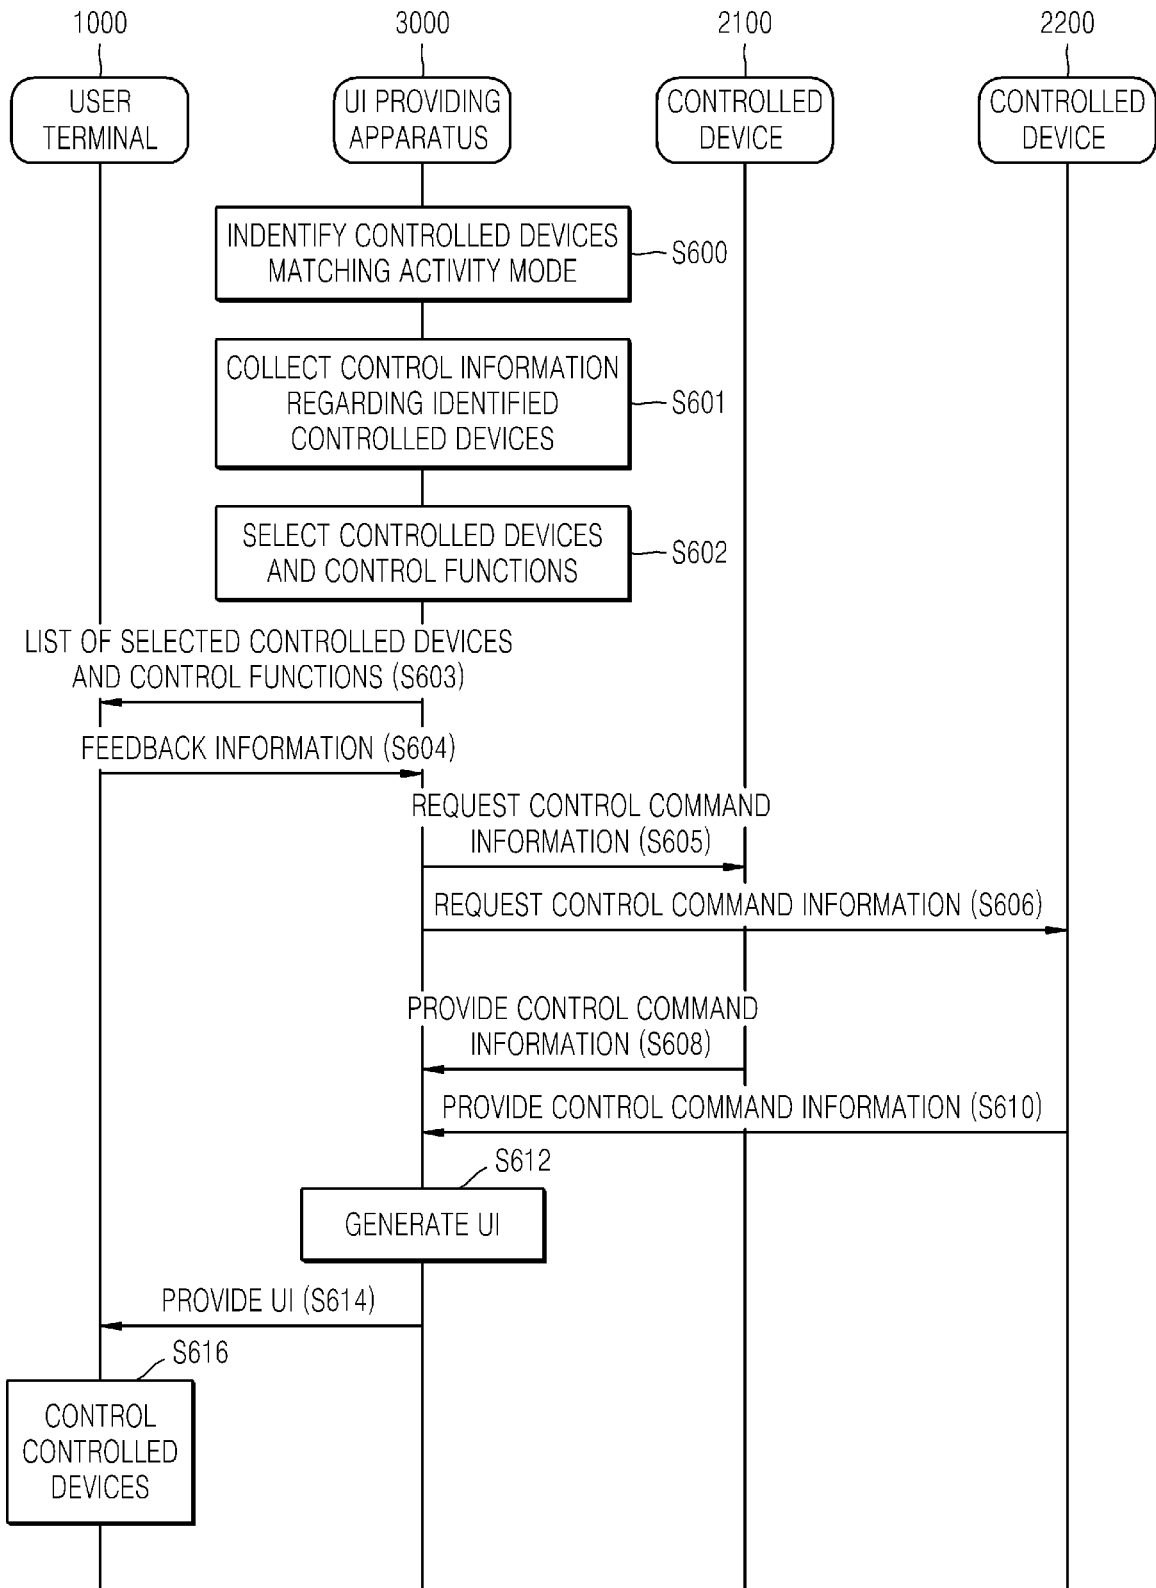 1000
3000
2100
2200
USER
TERMINAL
UI PROVIDING
APPARATUS
CONTROLLED
DEVICE
CONTROLLED
DEVICE
INDENTIFY CONTROLLED DEVICES
MATCHING ACTIVITY MODE
S600
COLLECT CONTROL INFORMATION
REGARDING IDENTIFIED
CONTROLLED DEVICES
S601
SELECT CONTROLLED DEVICES
AND CONTROL FUNCTIONS
S602
LIST OF SELECTED CONTROLLED DEVICES
AND CONTROL FUNCTIONS (S603)
FEEDBACK INFORMATION (S604)
REQUEST CONTROL COMMAND
INFORMATION (S605)
REQUEST CONTROL COMMAND INFORMATION (S606)
PROVIDE CONTROL COMMAND
INFORMATION (S608)
PROVIDE CONTROL COMMAND INFORMATION (S610)
S612
GENERATE UI
PROVIDE UI (S614)
S616
CONTROL
CONTROLLED
DEVICES